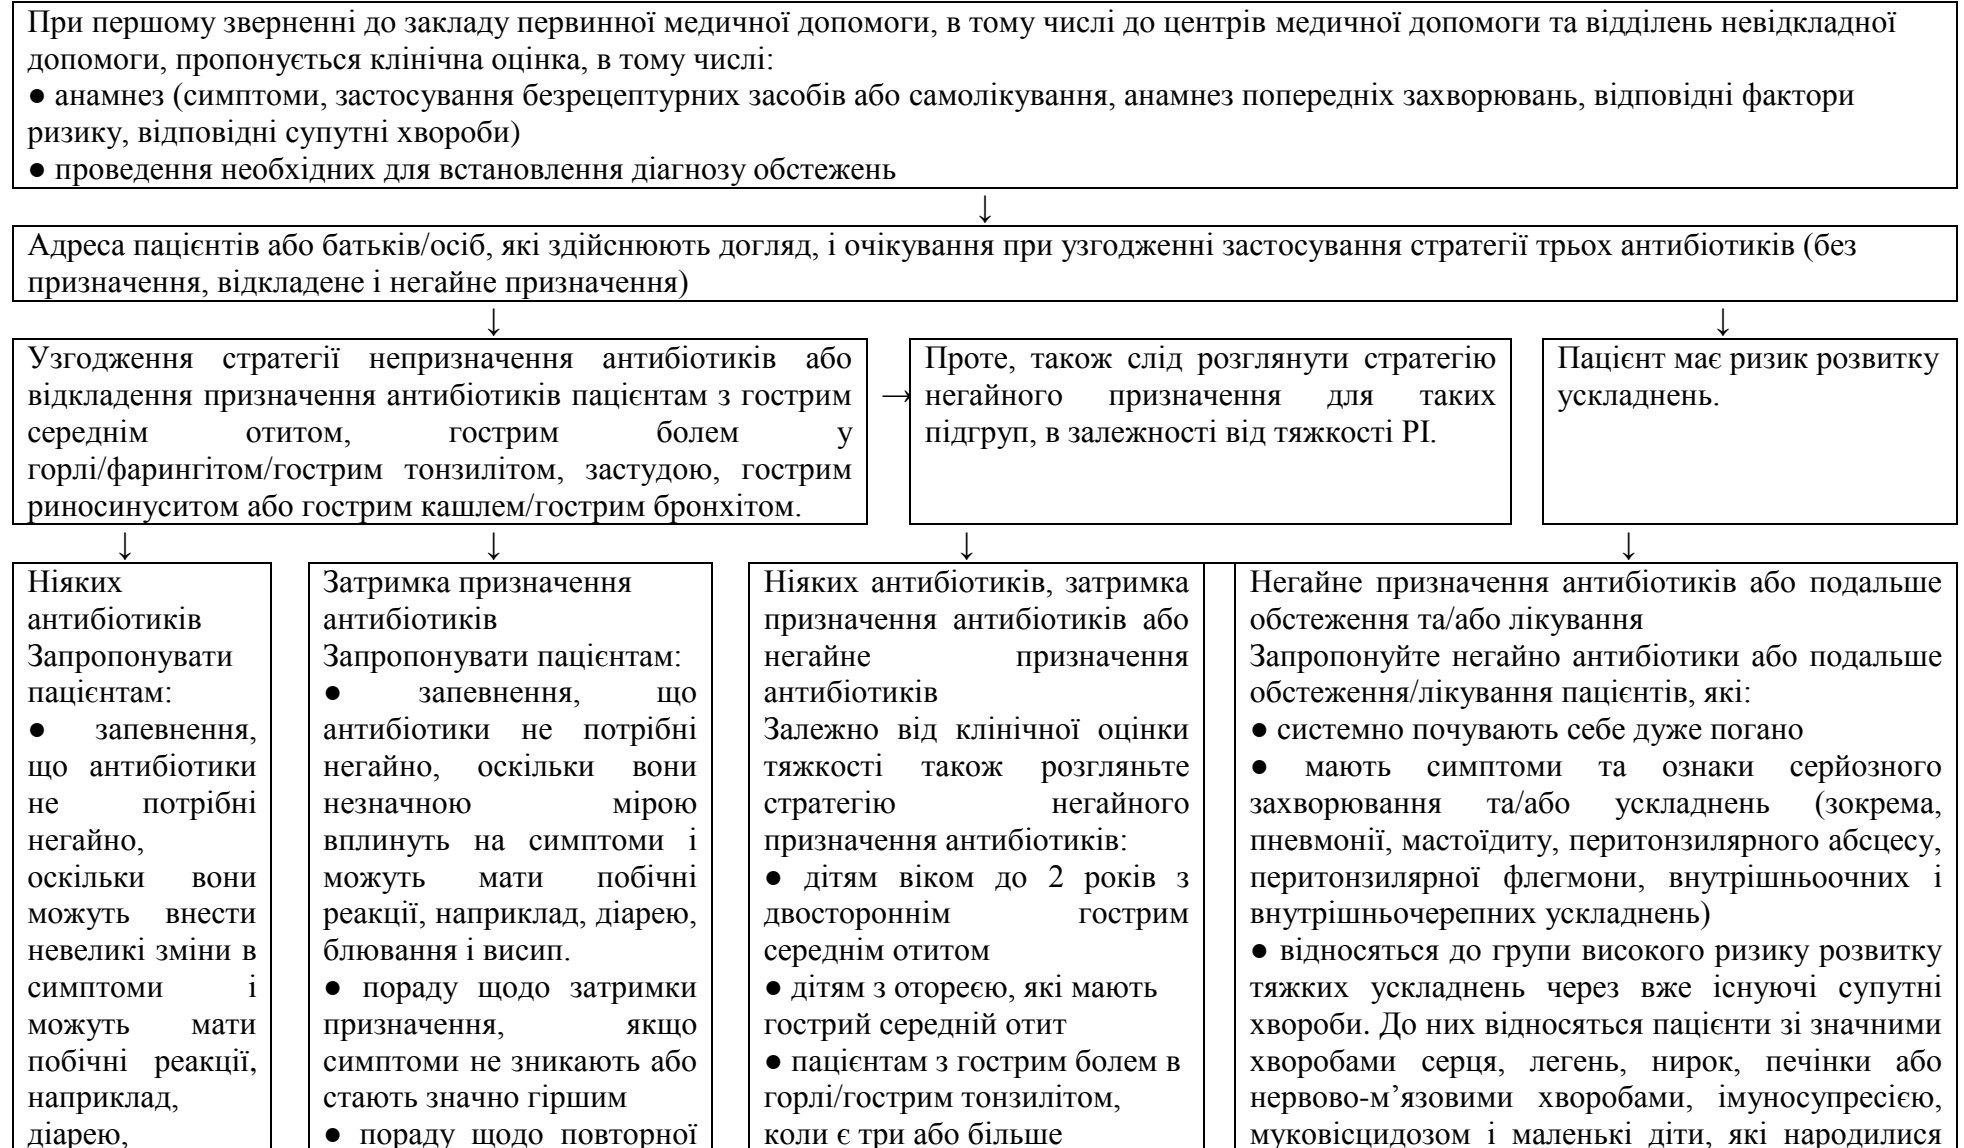 При першому зверненні до закладу первинної медичної допомоги, в тому числі до центрів медичної допомоги та відділень невідкладної
допомоги, пропонується клінічна оцінка, в тому числі:
● анамнез (симптоми, застосування безрецептурних засобів або самолікування, анамнез попередніх захворювань, відповідні фактори
ризику, відповідні супутні хвороби)
● проведення необхідних для встановлення діагнозу обстежень
↓
Адреса пацієнтів або батьків/осіб, які здійснюють догляд, і очікування при узгодженні застосування стратегії трьох антибіотиків (без
призначення, відкладене і негайне призначення)
↓ ↓
Узгодження стратегії непризначення антибіотиків або
відкладення призначення антибіотиків пацієнтам з гострим
середнім отитом, гострим болем у
горлі/фарингітом/гострим тонзилітом, застудою, гострим
риносинуситом або гострим кашлем/гострим бронхітом.
→
Проте, також слід розглянути стратегію
негайного призначення для таких
підгруп, в залежності від тяжкості РІ.
Пацієнт має ризик розвитку
ускладнень.
↓ ↓ ↓ ↓
Ніяких
антибіотиків
Запропонувати
пацієнтам:
● запевнення,
що антибіотики
не потрібні
негайно,
оскільки вони
можуть внести
невеликі зміни в
симптоми і
можуть мати
побічні реакції,
наприклад,
діарею,
Затримка призначення
антибіотиків
Запропонувати пацієнтам:
● запевнення, що
антибіотики не потрібні
негайно, оскільки вони
незначною мірою
вплинуть на симптоми і
можуть мати побічні
реакції, наприклад, діарею,
блювання і висип.
● пораду щодо затримки
призначення, якщо
симптоми не зникають або
стають значно гіршим
● пораду щодо повторної
Ніяких антибіотиків, затримка
призначення антибіотиків або
негайне призначення
антибіотиків
Залежно від клінічної оцінки
тяжкості також розгляньте
стратегію негайного
призначення антибіотиків:
● дітям віком до 2 років з
двостороннім гострим
середнім отитом
● дітям з отореєю, які мають
гострий середній отит
● пацієнтам з гострим болем в
горлі/гострим тонзилітом,
коли є три або більше
Негайне призначення антибіотиків або подальше
обстеження та/або лікування
Запропонуйте негайно антибіотики або подальше
обстеження/лікування пацієнтів, які:
● системно почувають себе дуже погано
● мають симптоми та ознаки серйозного
захворювання та/або ускладнень (зокрема,
пневмонії, мастоїдиту, перитонзилярного абсцесу,
перитонзилярної флегмони, внутрішньоочних і
внутрішньочерепних ускладнень)
● відносяться до групи високого ризику розвитку
тяжких ускладнень через вже існуючі супутні
хвороби. До них відносяться пацієнти зі значними
хворобами серця, легень, нирок, печінки або
нервово-м’язовими хворобами, імуносупресією,
муковісцидозом і маленькі діти, які народилися